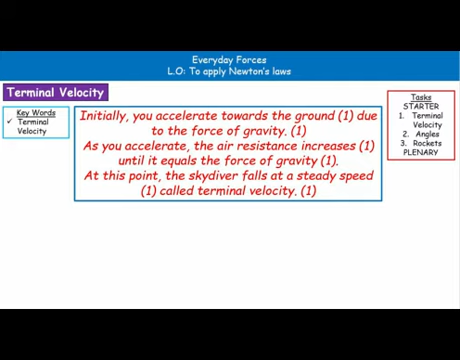 Everyday Forces
L.O: To apply Newton's laws
Terminal Velocity
Key Words
✓ Terminal
Velocity
Initially, you accelerate towards the ground (1) due
to the force of gravity. (1)
As you accelerate, the air resistance increases (1)
until it equals the force of gravity (1).
At this point, the skydiver falls at a steady speed
(1) called terminal velocity. (1)
Tasks
STARTER
1. Terminal
Velocity
2. Angles
3. Rockets
PLENARY